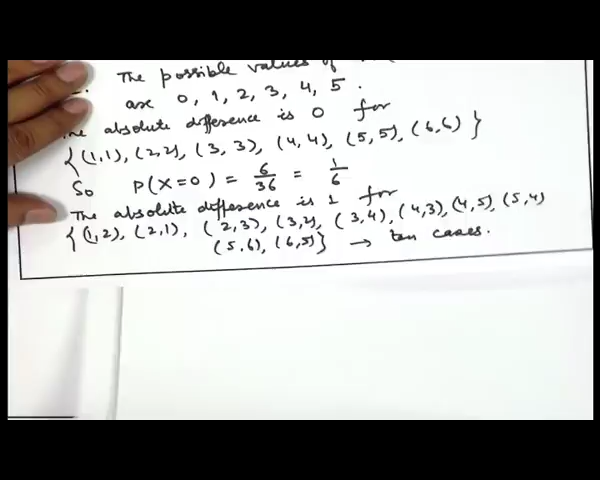 The possible values of
are 0, 1, 2, 3, 4, 5.
The absolute difference is 0 for
{(1,1), (2,2), (3,3), (4,4), (5,5), (6,6)}
So P(X=0) = 6/36 = 1/6
The absolute difference is 1 for
{(1,2), (2,1), (2,3), (3,2), (3,4), (4,3), (4,5), (5,4)
(5,6), (6,5)} → ten cases.